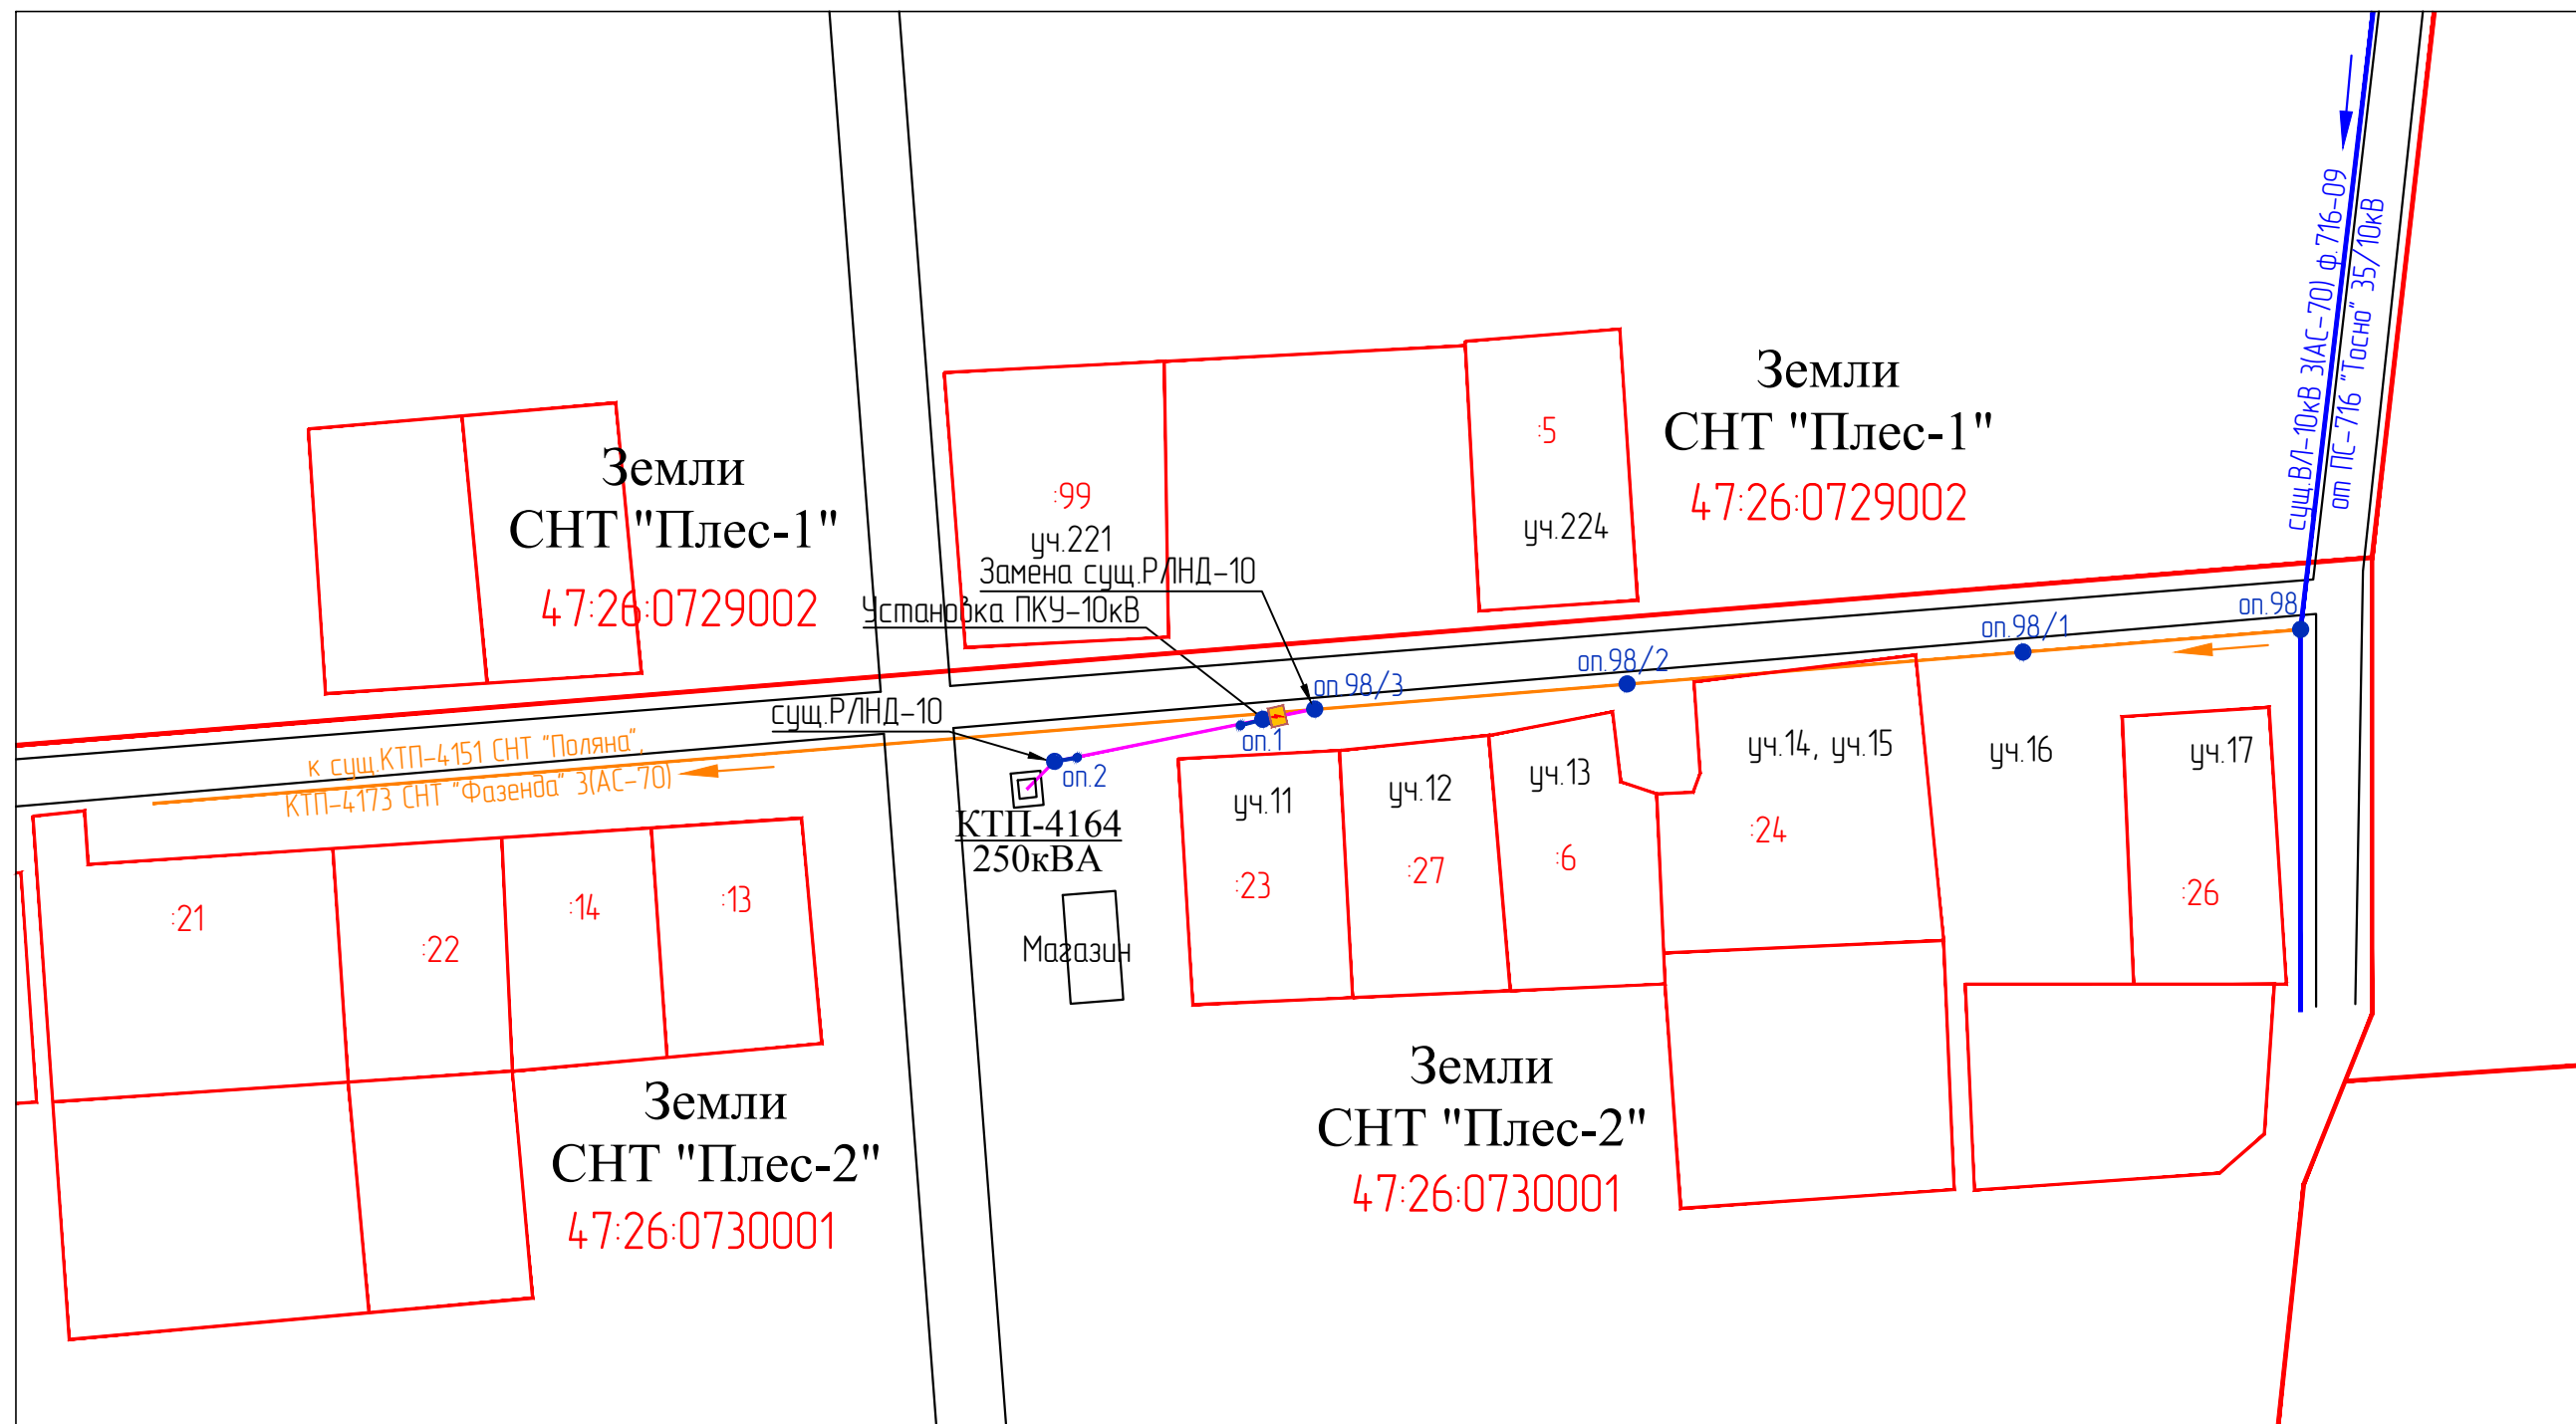 сущ.ВЛ-10кВ 3(АС-70) ф.716-09
от ПС-716 "Тосно" 35/10кВ
Земли
СНТ "Плес-1"
47:26:0729002
:5
уч.224
:99
уч.221
Земли
СНТ "Плес-1"
47:26:0729002
Замена сущ.РЛНД-10
Установка ПКУ-10кВ
оп.98
оп.98/1
оп.98/2
оп.98/3
сущ.РЛНД-10
оп.1
оп.2
к сущ.КТП-4151 СНТ "Поляна",
КТП-4173 СНТ "Фазенда" 3(АС-70)
КТП-4164
250кВА
Магазин
уч.11
:23
уч.12
:27
уч.13
:6
уч.14, уч.15
:24
уч.16
уч.17
:26
:21
:22
:14
:13
Земли
СНТ "Плес-2"
47:26:0730001
Земли
СНТ "Плес-2"
47:26:0730001